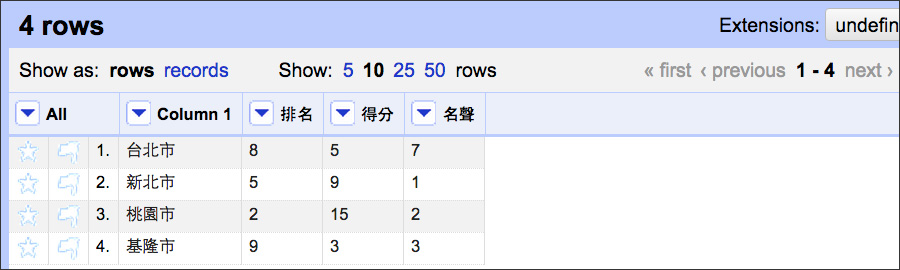 4 rows Extensions: undefin
Show as: rows records Show: 5 10 25 50 rows « first ‹ previous 1 - 4 next ›
All Column 1 排名 得分 名聲
1. 台北市 8 5 7
2. 新北市 5 9 1
3. 桃園市 2 15 2
4. 基隆市 9 3 3